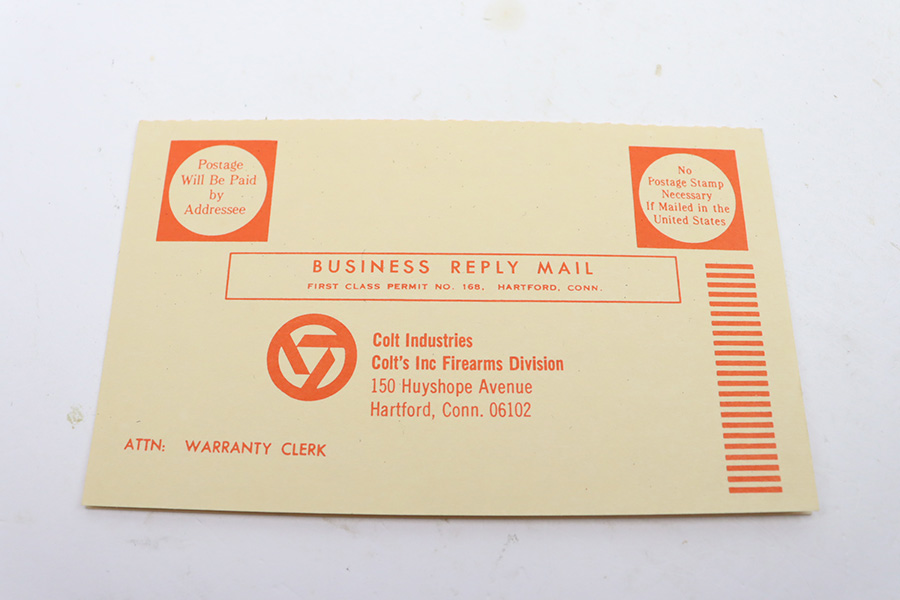 Postage
Will Be Paid
by
Addressee
No
Postage Stamp
Necessary
If Mailed in the
United States
BUSINESS REPLY MAIL
FIRST CLASS PERMIT NO. 168, HARTFORD, CONN.
Colt Industries
Colt's Inc Firearms Division
150 Huyshope Avenue
Hartford, Conn. 06102
ATTN: WARRANTY CLERK